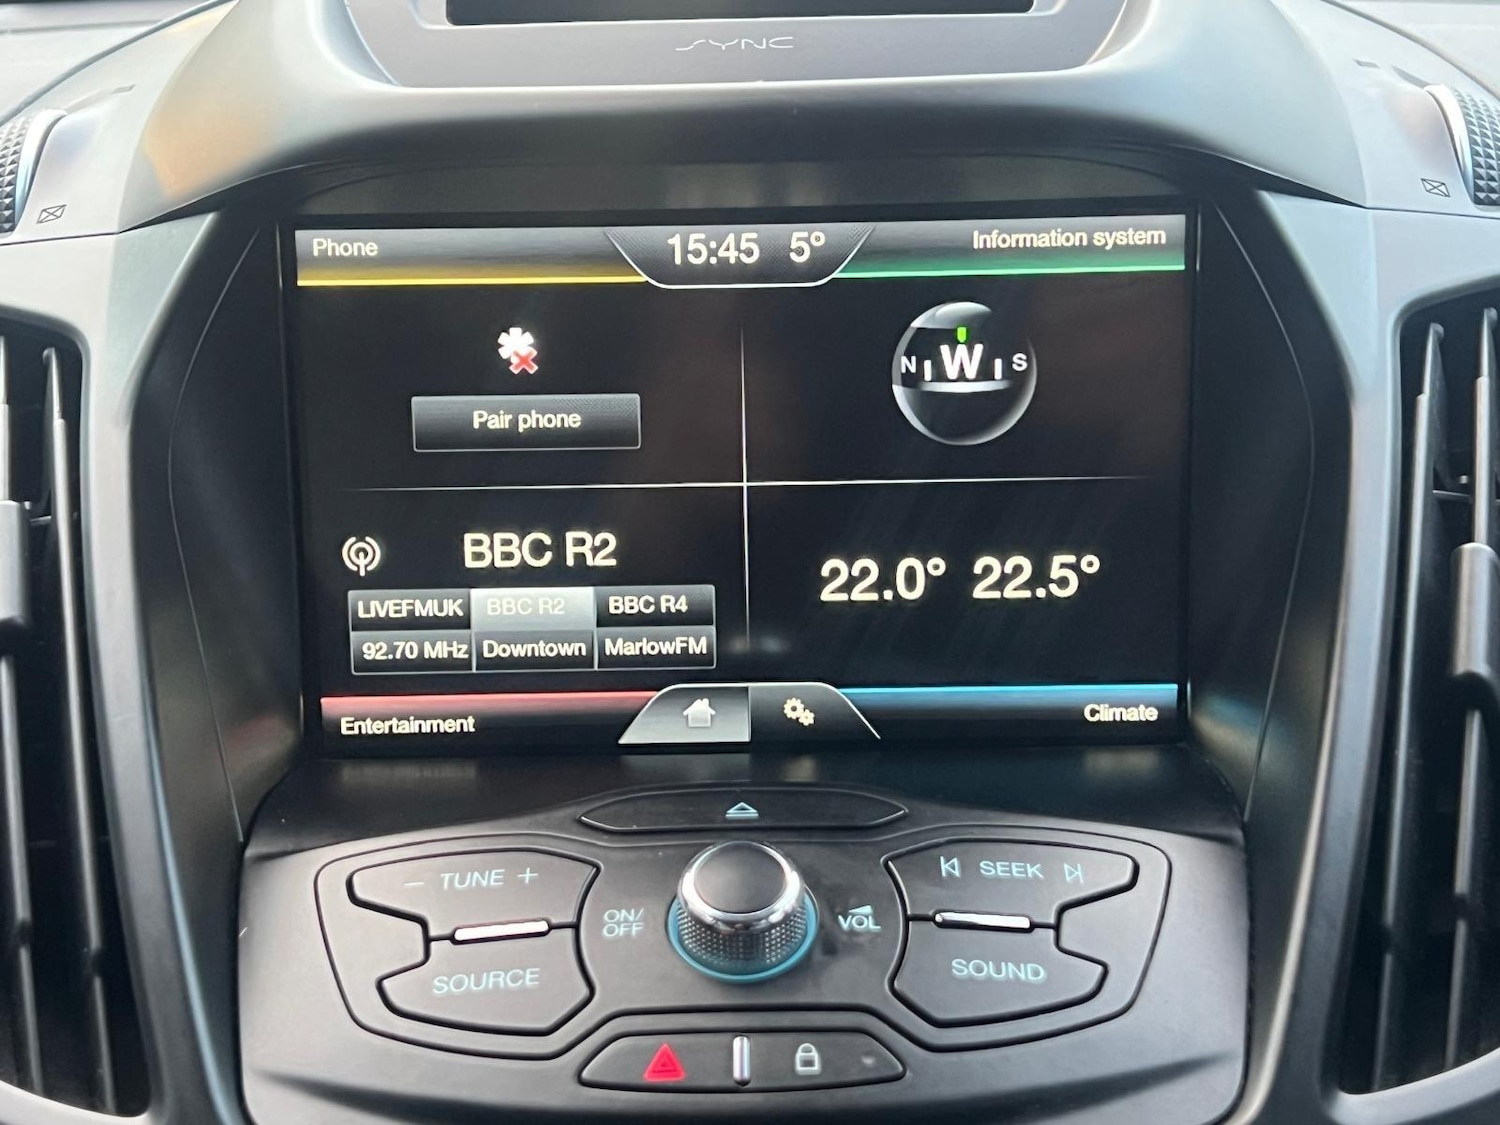 SYNC
Phone
15:45 5°
Information system
Pair phone
N W S
BBC R2
LIVEFMUK BBC R2 BBC R4
92.70 MHz Downtown MarlowFM
22.0° 22.5°
Entertainment
Climate
– TUNE +
SOURCE
ON/
OFF
VOL
SEEK
SOUND